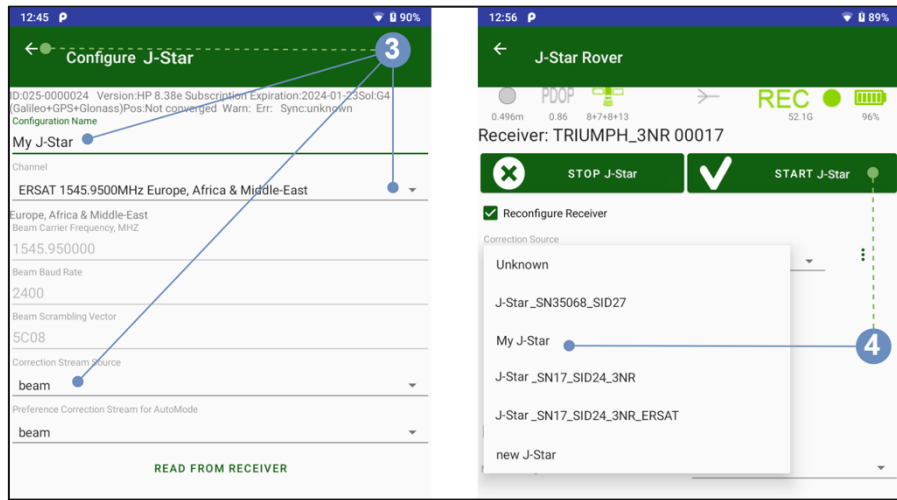 12:45
90%
Configure J-Star
3
ID:025-0000024 Version:HP 8.38e Subscription Expiration:2024-01-23Sol:G4
(Galileo+GPS+Glonass)Pos:Not converged Warn: Err: Sync:unknown
Configuration Name
My J-Star
Channel
ERSAT 1545.9500MHz Europe, Africa & Middle-East
Europe, Africa & Middle-East
Beam Carrier Frequency, MHZ
1545.950000
Beam Baud Rate
2400
Beam Scrambling Vector
5C08
Correction Stream Source
beam
Preference Correction Stream for AutoMode
beam
READ FROM RECEIVER
12:56
89%
J-Star Rover
PDOP
REC
0.496m 0.86 8+7+8+13 52.1G 96%
Receiver: TRIUMPH_3NR 00017
STOP J-Star
START J-Star
Reconfigure Receiver
Correction Source
Unknown
J-Star_SN35068_SID27
My J-Star
4
J-Star_SN17_SID24_3NR
J-Star_SN17_SID24_3NR_ERSAT
new J-Star